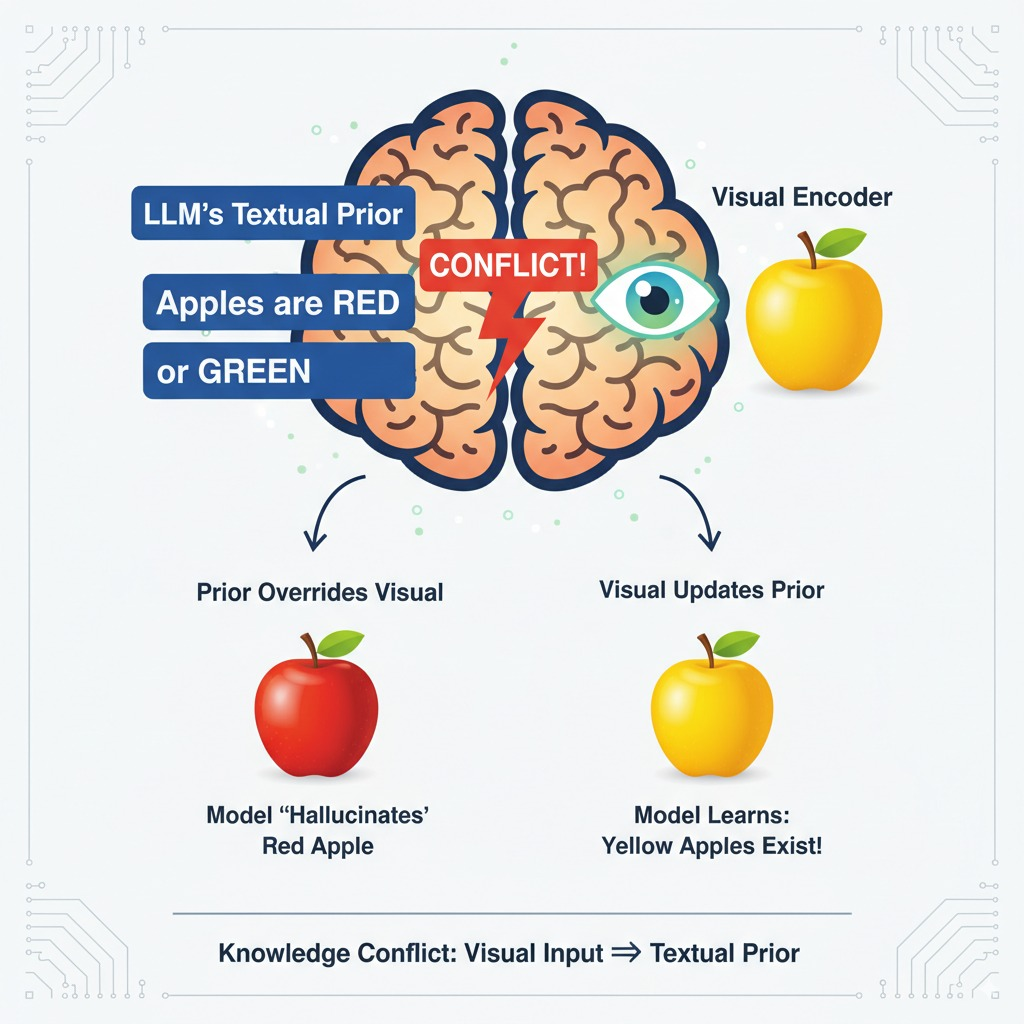 LLM's Textual Prior
Apples are RED
or GREEN
CONFLICT!
Visual Encoder
Prior Overrides Visual
Visual Updates Prior
Model “Hallucinates’
Red Apple
Model Learns:
Yellow Apples Exist!
Knowledge Conflict: Visual Input ⇒ Textual Prior